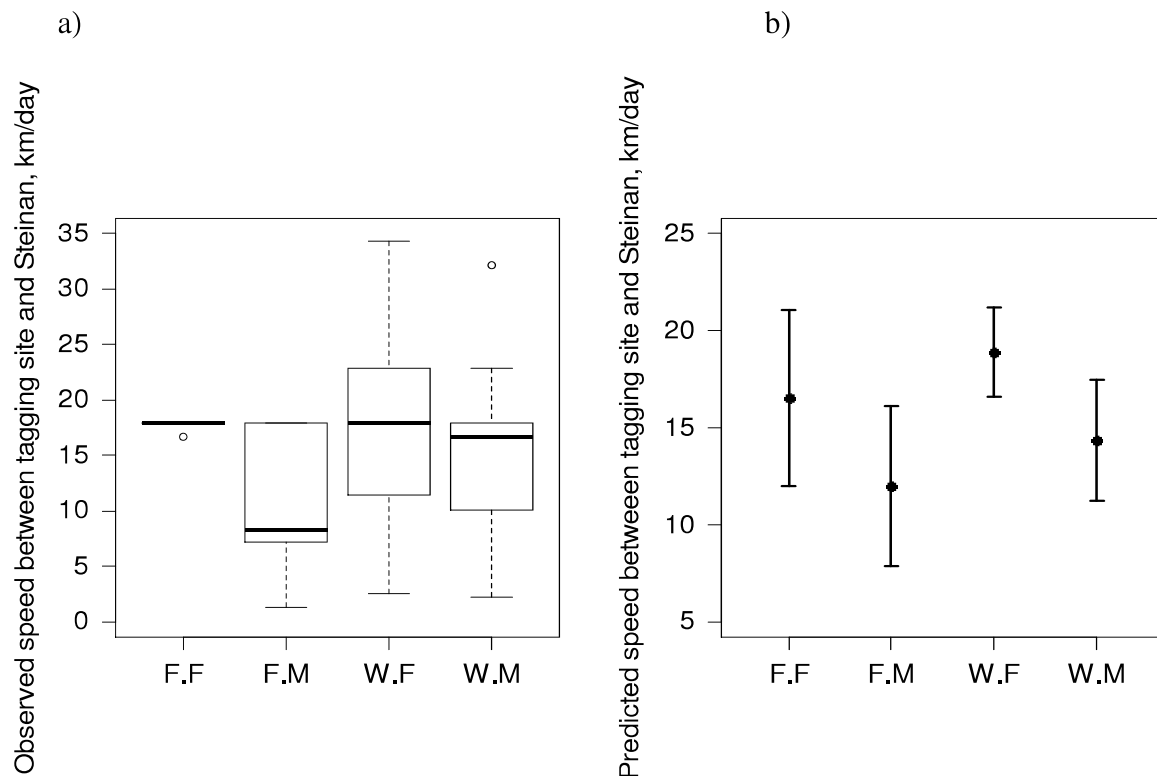 a)
Observed speed between tagging site and Steinan, km/day
35
30
25
20
15
10
5
0
F.F F.M W.F W.M
b)
Predicted speed betweeen tagging site and Steinan, km/day
25
20
15
10
5
F.F F.M W.F W.M